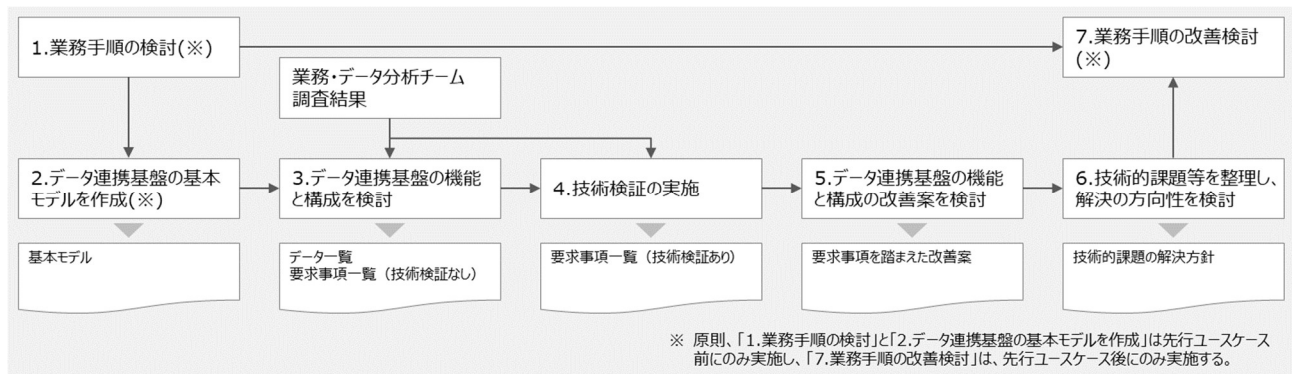 1.業務手順の検討(※)
7.業務手順の改善検討
(※)
業務・データ分析チーム
調査結果
2.データ連携基盤の基本
モデルを作成(※)
3.データ連携基盤の機能
と構成を検討
4.技術検証の実施
5.データ連携基盤の機能
と構成の改善案を検討
6.技術的課題等を整理し、
解決の方向性を検討
基本モデル
データ一覧
要求事項一覧（技術検証なし）
要求事項一覧（技術検証あり）
要求事項を踏まえた改善案
技術的課題の解決方針
※ 原則、「1.業務手順の検討」と「2.データ連携基盤の基本モデルを作成」は先行ユースケース
前にのみ実施し、「7.業務手順の改善検討」は、先行ユースケース後にのみ実施する。